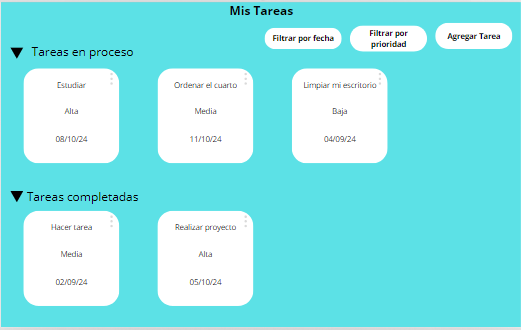 Mis Tareas
Filtrar por fecha
Filtrar por
prioridad
Agregar Tarea
Tareas en proceso
Estudiar
Alta
08/10/24
Ordenar el cuarto
Media
11/10/24
Limpiar mi escritorio
Baja
04/09/24
Tareas completadas
Hacer tarea
Media
02/09/24
Realizar proyecto
Alta
05/10/24